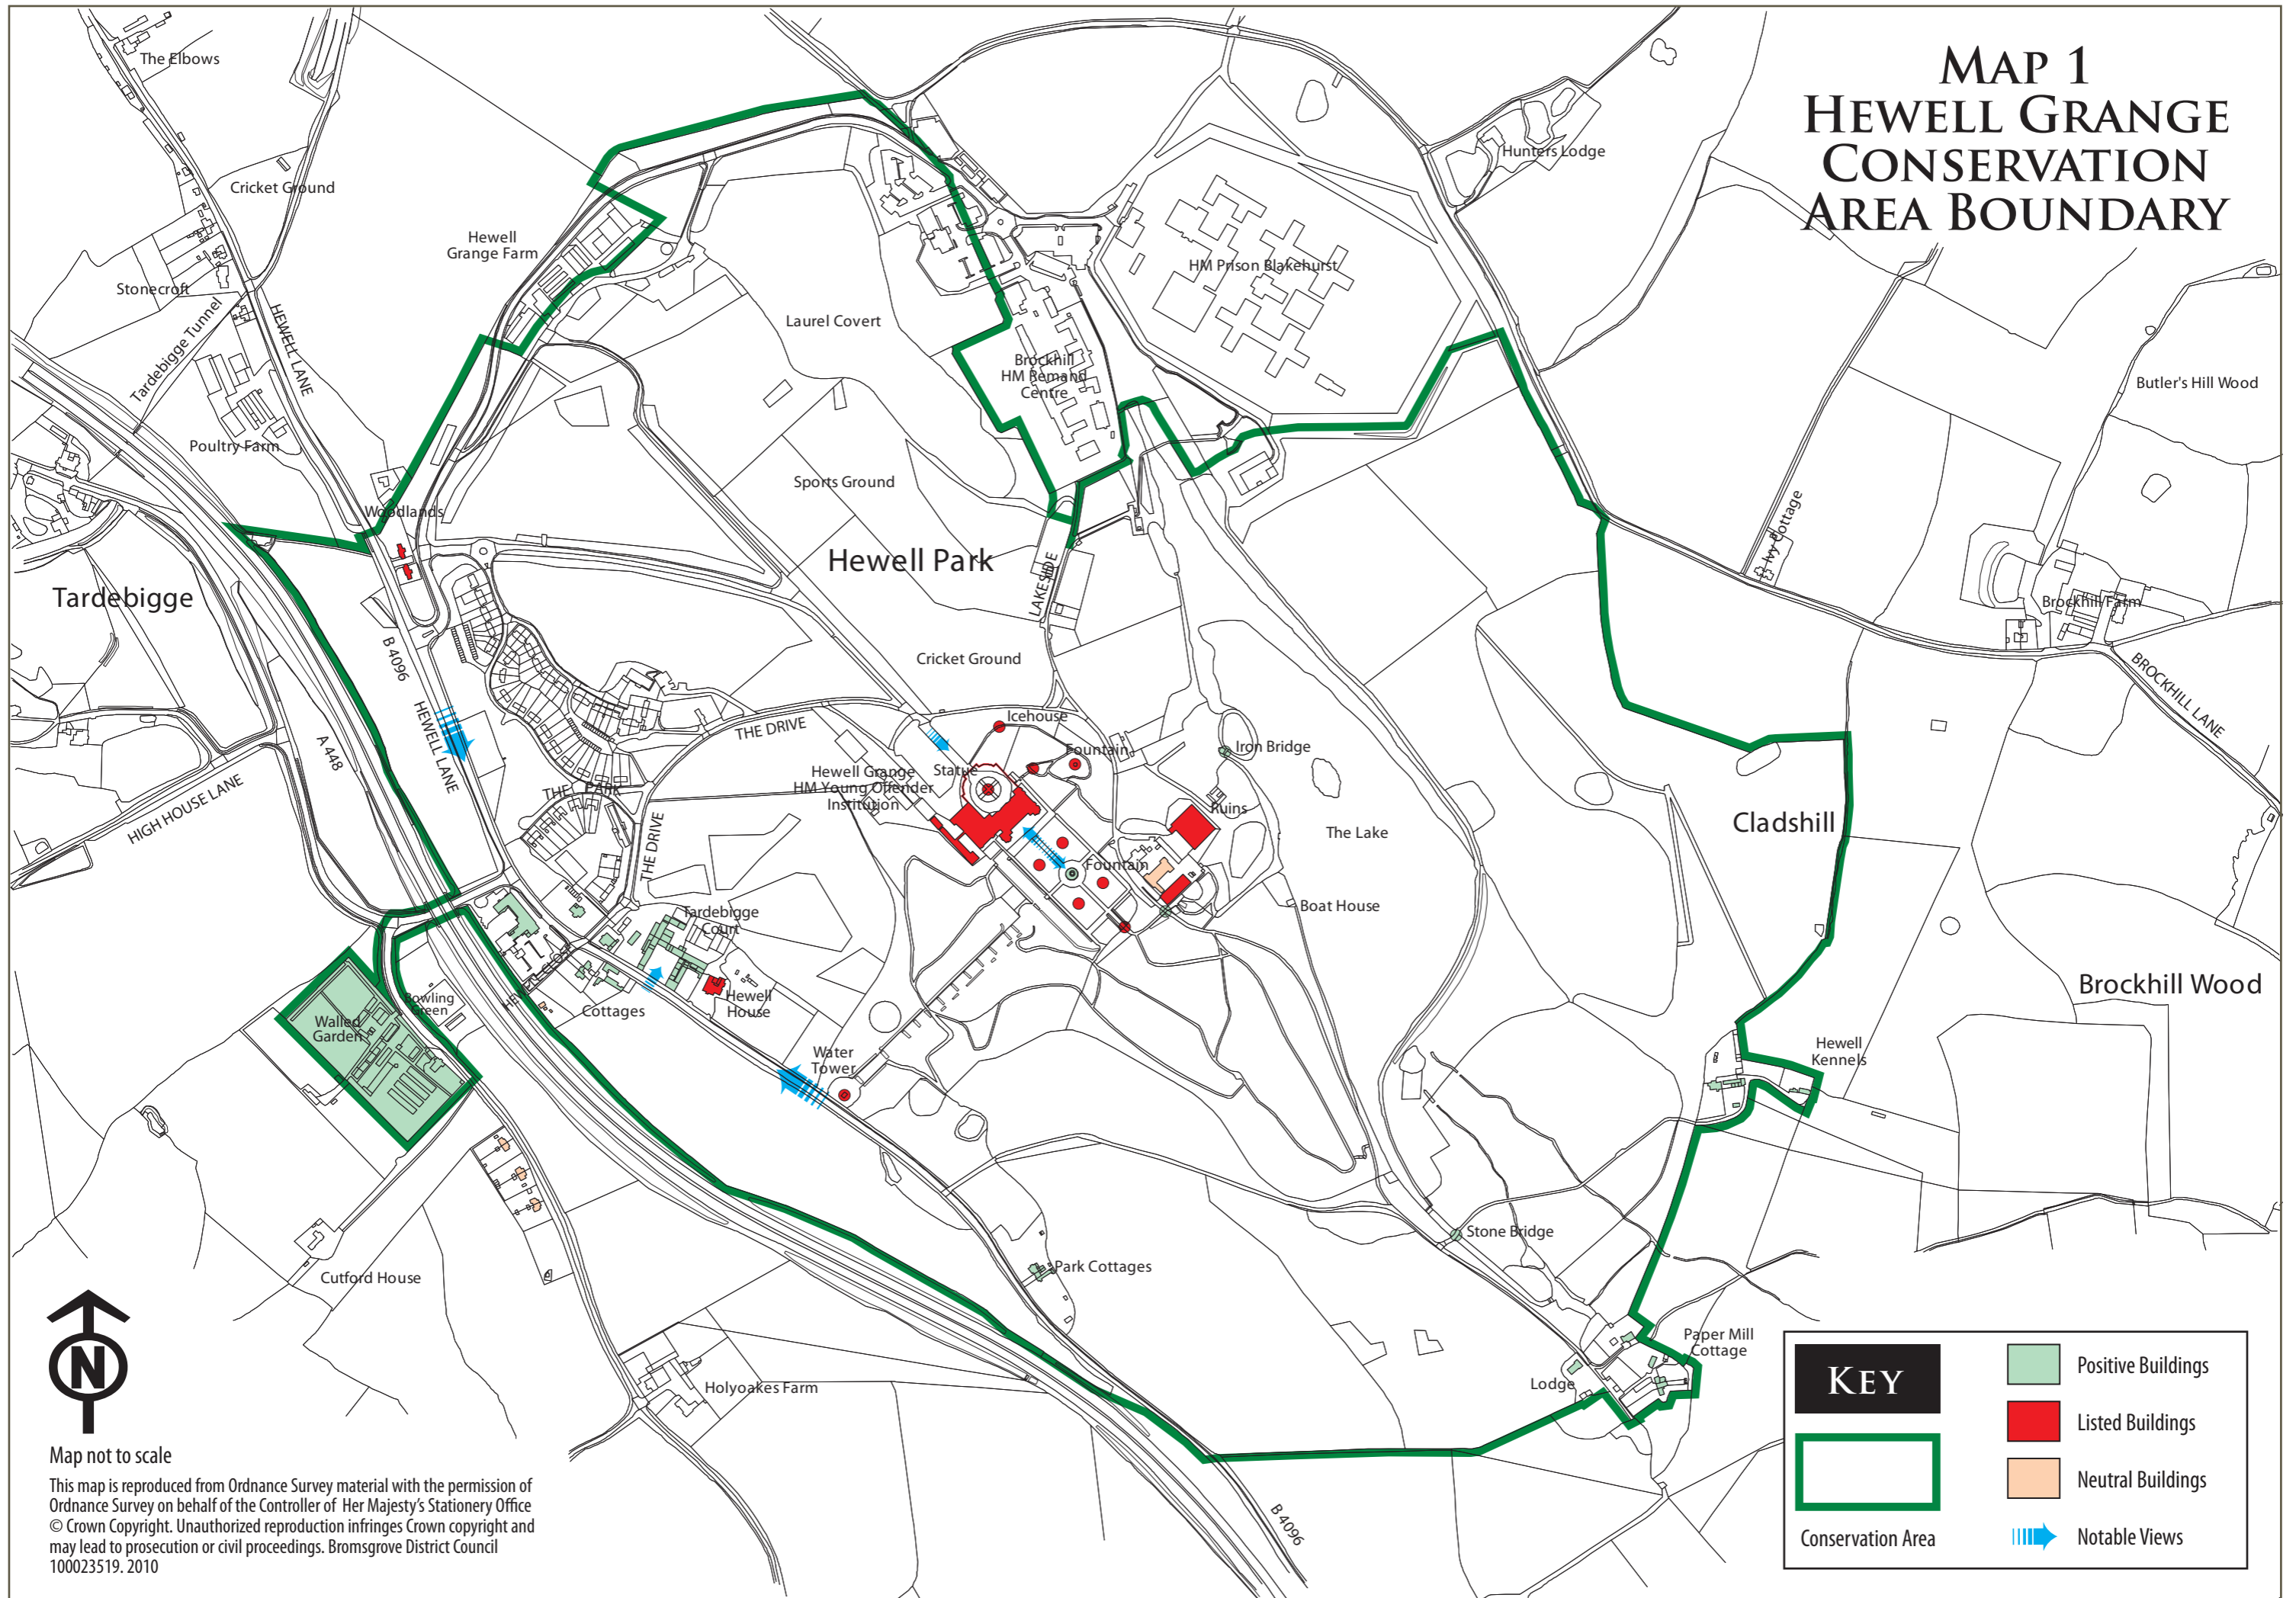 MAP 1
HEWELL GRANGE
CONSERVATION
AREA BOUNDARY
The Elbows
Cricket Ground
Hunters Lodge
Hewell
Grange Farm
HM Prison Blakehurst
Stonecroft
Tardebigge Tunnel
HEWELL LANE
Laurel Covert
Brockhill
HM Remand
Centre
Butler's Hill Wood
Poultry Farm
Sports Ground
Woodlands
Ivy Cottage
Hewell Park
LAKESIDE
Tardebigge
Brockhill Farm
B 4096
Cricket Ground
BROCKHILL LANE
HEWELL LANE
A 448
THE DRIVE
Icehouse
Fountain
Iron Bridge
Statue
Hewell Grange
HM Young Offender
Institution
THE PARK
HIGH HOUSE LANE
Ruins
The Lake
Cladshill
THE DRIVE
Fountain
Boat House
Tardebigge
Court
Brockhill Wood
Bowling
Green
Hewell
House
Cottages
Walled
Garden
Water
Tower
Hewell
Kennels
Stone Bridge
Park Cottages
Cutford House
Paper Mill
Cottage
Lodge
Holyoakes Farm
B 4096
N
Map not to scale
This map is reproduced from Ordnance Survey material with the permission of
Ordnance Survey on behalf of the Controller of Her Majesty's Stationery Office
© Crown Copyright. Unauthorized reproduction infringes Crown copyright and
may lead to prosecution or civil proceedings. Bromsgrove District Council
100023519. 2010
KEY
Conservation Area
Positive Buildings
Listed Buildings
Neutral Buildings
Notable Views